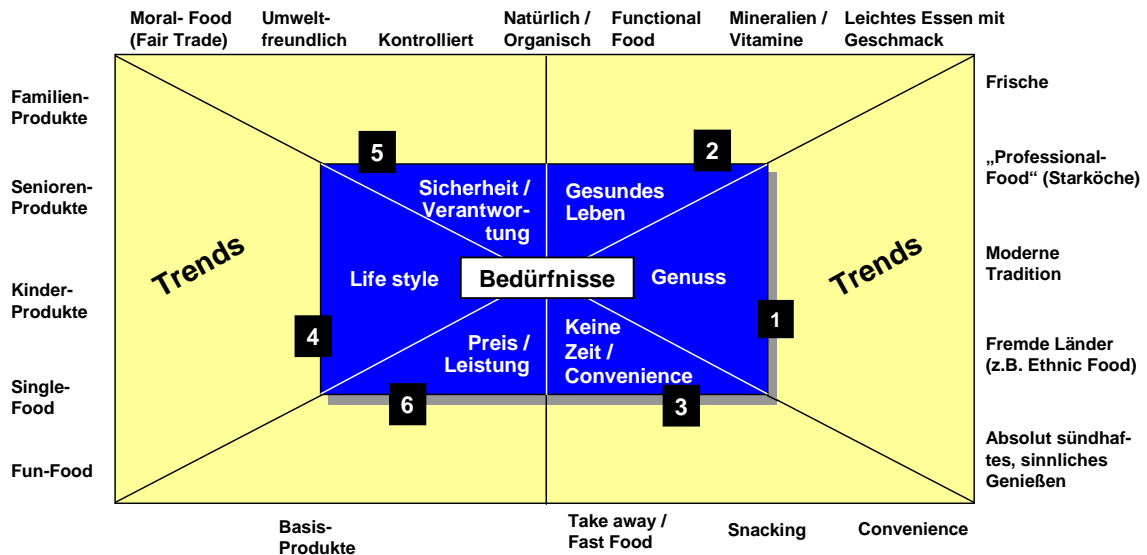 Moral- Food
(Fair Trade)
Umwelt-
freundlich
Kontrolliert
Natürlich /
Organisch
Functional
Food
Mineralien /
Vitamine
Leichtes Essen mit
Geschmack
Familien-
Produkte
Senioren-
Produkte
Kinder-
Produkte
Single-
Food
Fun-Food
Trends
5
2
Sicherheit /
Verantwor-
tung
Gesundes
Leben
Life style
Bedürfnisse
Genuss
4
1
Preis /
Leistung
Keine
Zeit /
Convenience
6
3
Trends
Frische
„Professional-
Food“ (Starköche)
Moderne
Tradition
Fremde Länder
(z.B. Ethnic Food)
Absolut sündhaf-
tes, sinnliches
Genießen
Basis-
Produkte
Take away /
Fast Food
Snacking
Convenience